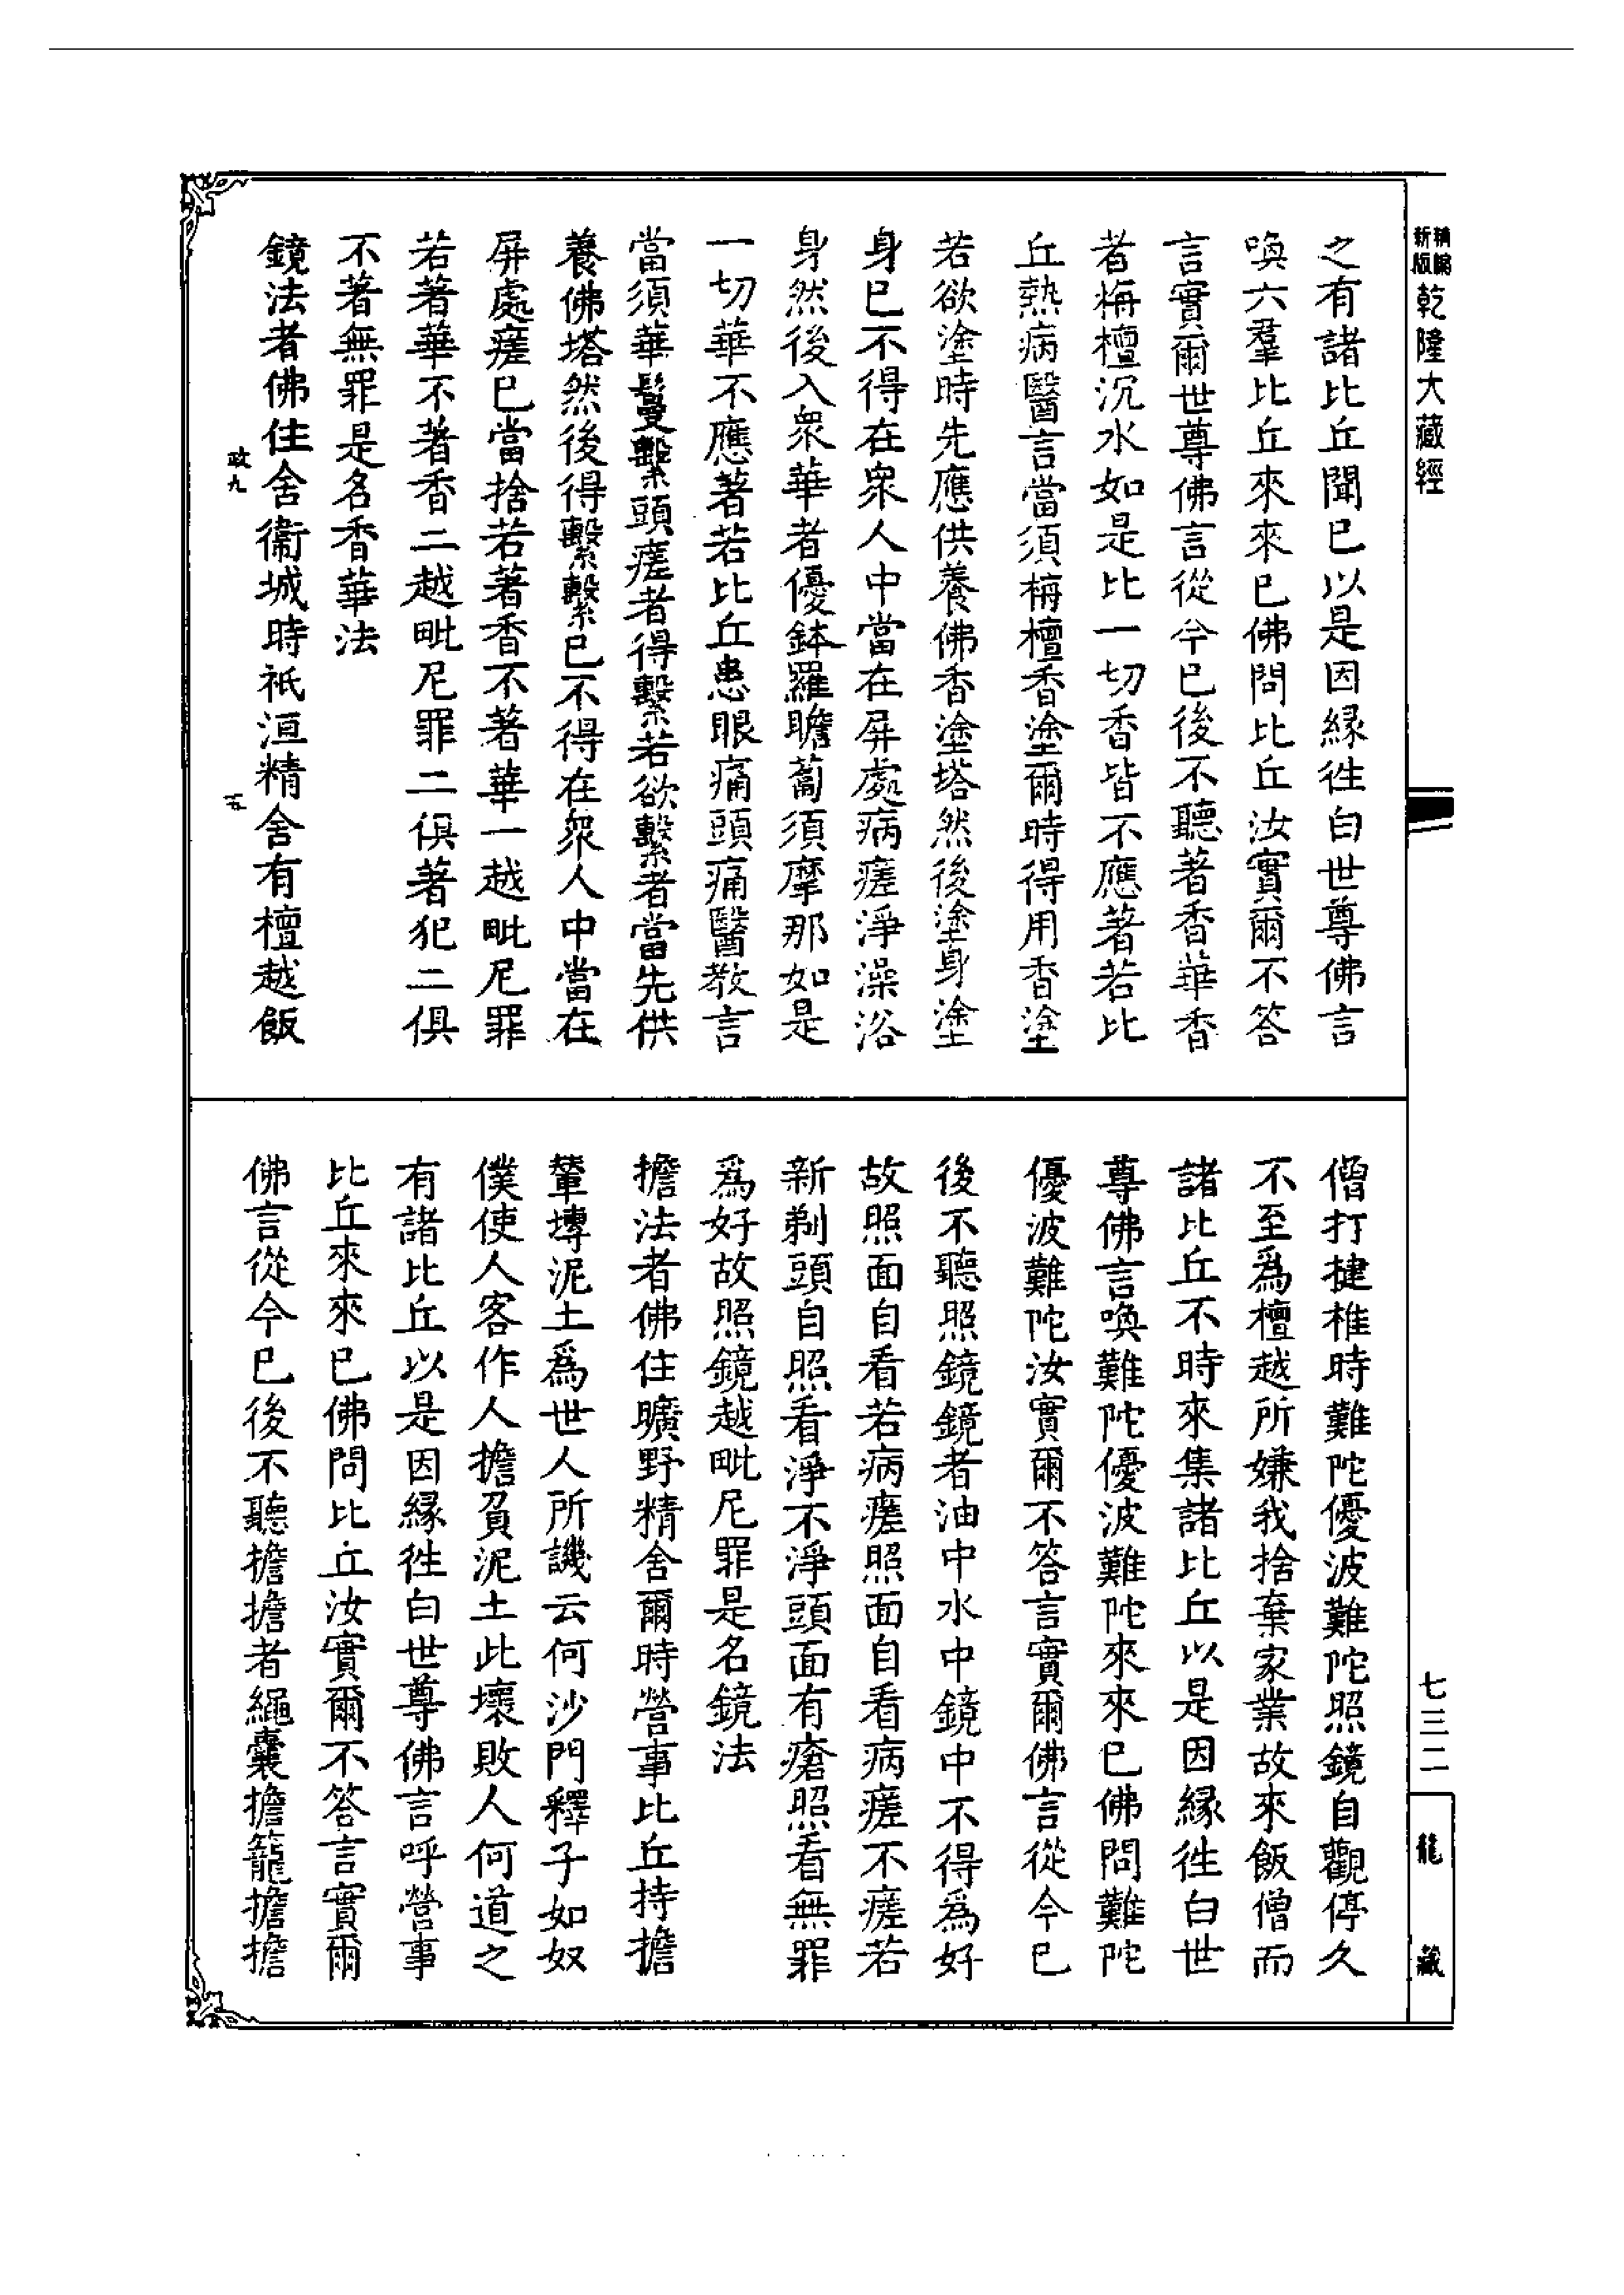 新編
新版
乾隆大藏經
之有諸比丘聞已以是因緣往白世尊佛言
喚六羣比丘來來已佛問比丘汝實爾不答
言實爾世尊佛言從今已後不聽著香華香
者栴檀沉水如是比一切香皆不應著若比
丘熱病醫言當須栴檀香塗爾時得用香塗
若欲塗時先應供養佛香塗塔然後塗身塗
身已不得在衆人中當在屏處病瘥淨澡浴
身然後入衆華者優鉢羅瞻蔔須摩那如是
一切華不應著若比丘患眼痛頭痛醫教言
當須華鬘繫頭瘥者得繫若欲繫者當先供
養佛塔然後得繫繫已不得在衆人中當在
屏處瘥已當捨若著香不著華一越毗尼罪
若著華不著香二越毗尼罪二俱著犯二俱
不著無罪是名香華法
鏡法者佛住舍衞城時祇洹精舍有檀越飯
政九
五
僧打揵椎時難陀優波難陀照鏡自觀停久
不至爲檀越所嫌我捨棄家業故來飯僧而
諸比丘不時來集諸比丘以是因緣往白世
尊佛言喚難陀優波難陀來來已佛問難陀
優波難陀汝實爾不答言實爾佛言從今已
後不聽照鏡鏡者油中水中鏡中不得爲好
故照面自看若病瘥照面自看病瘥不瘥若
新剃頭自照看淨不淨頭面有瘡照看無罪
爲好故照鏡越毗尼罪是名鏡法
擔法者佛住曠野精舍爾時營事比丘持擔
輦塼泥土爲世人所譏云何沙門釋子如奴
僕使人客作人擔負泥土此壞敗人何道之
有諸比丘以是因緣往白世尊佛言呼營事
比丘來來已佛問比丘汝實爾不答言實爾
佛言從今已後不聽擔擔者繩囊擔籠擔擔
七三二
龍藏